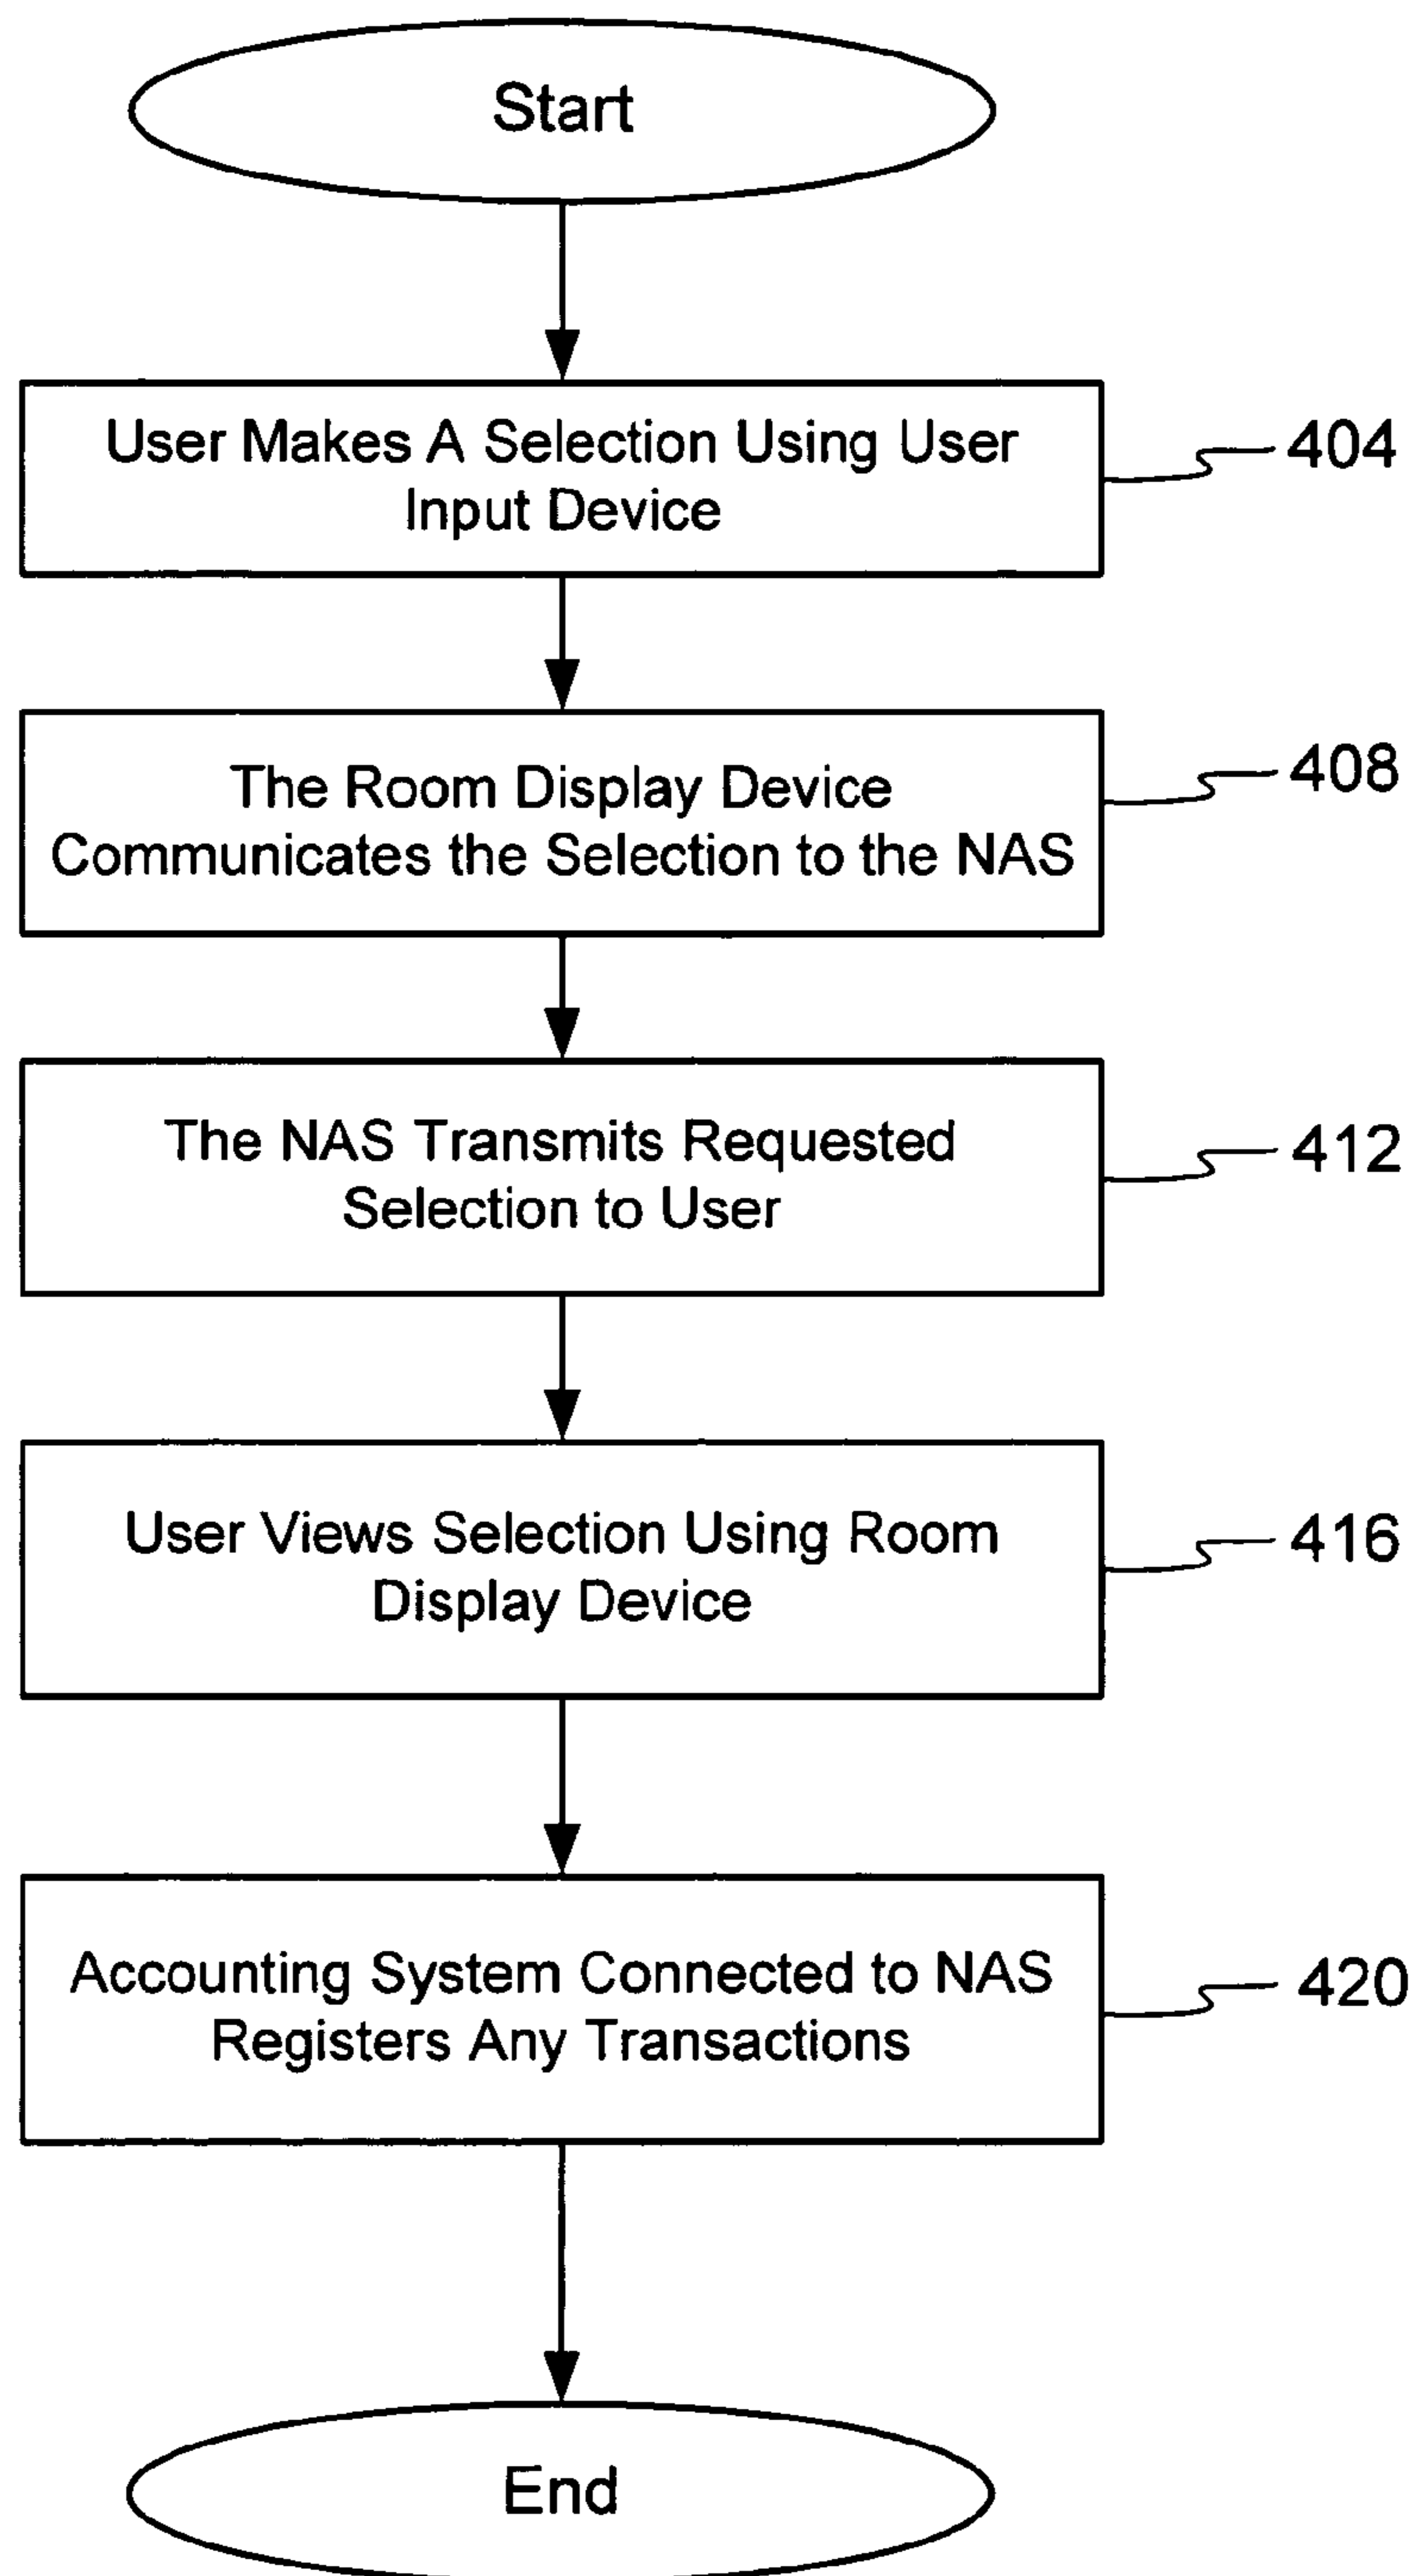 Start
User Makes A Selection Using User
Input Device
404
The Room Display Device
Communicates the Selection to the NAS
408
The NAS Transmits Requested
Selection to User
412
User Views Selection Using Room
Display Device
416
Accounting System Connected to NAS
Registers Any Transactions
420
End